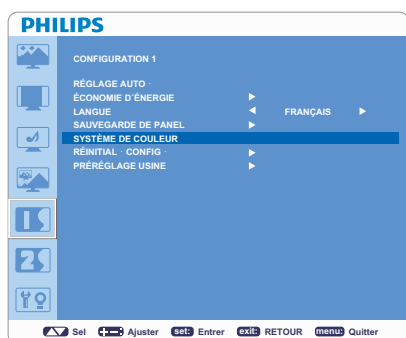 PHILIPS
CONFIGURATION 1
RÉGLAGE AUTO ·
ÉCONOMIE D´ÉNERGIE
LANGUE FRANÇAIS
SAUVEGARDE DE PANEL
SYSTÈME DE COULEUR
RÉINITIAL · CONFIG ·
PRÉRÉGLAGE USINE
Sel + − Ajuster set: Entrer exit: RETOUR menu: Quitter